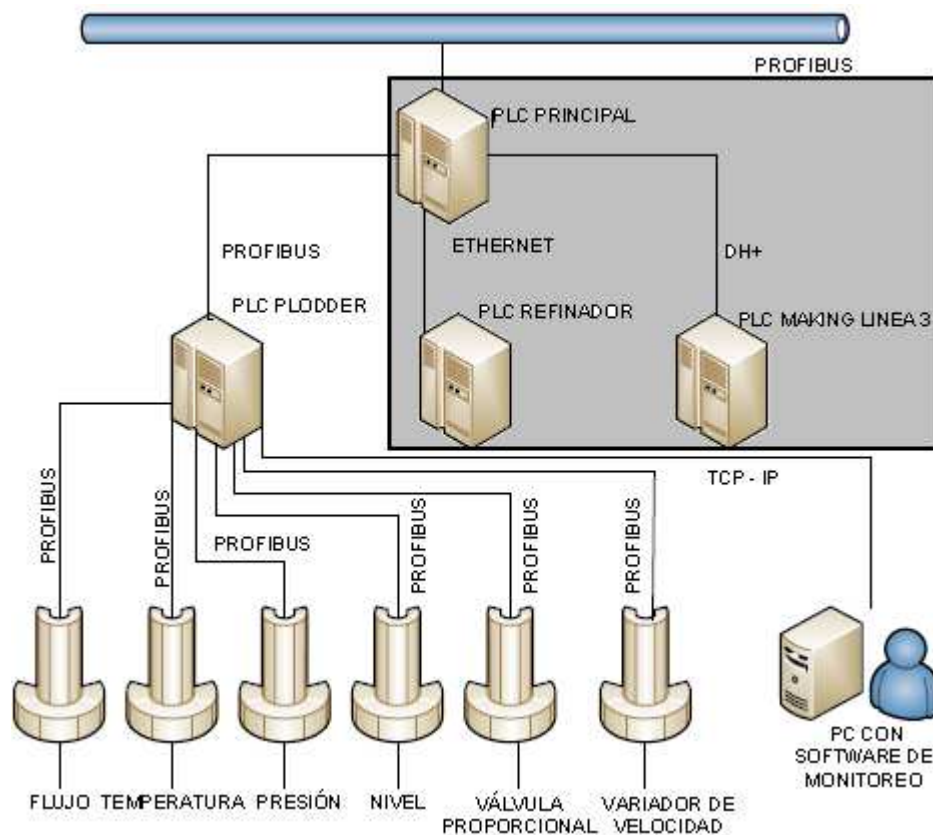 PROFIBUS
PLC PRINCIPAL
ETHERNET
PROFIBUS
DH+
PLC PLODDER
PLC REFINADOR
PLC MAKING LINEA 3
TCP - IP
PROFIBUS
PROFIBUS
PROFIBUS
PROFIBUS
PROFIBUS
PROFIBUS
FLUJO
TEMPERATURA
PRESIÓN
NIVEL
VÁLVULA
PROPORCIONAL
VARIADOR DE
VELOCIDAD
PC CON
SOFTWARE DE
MONITOREO